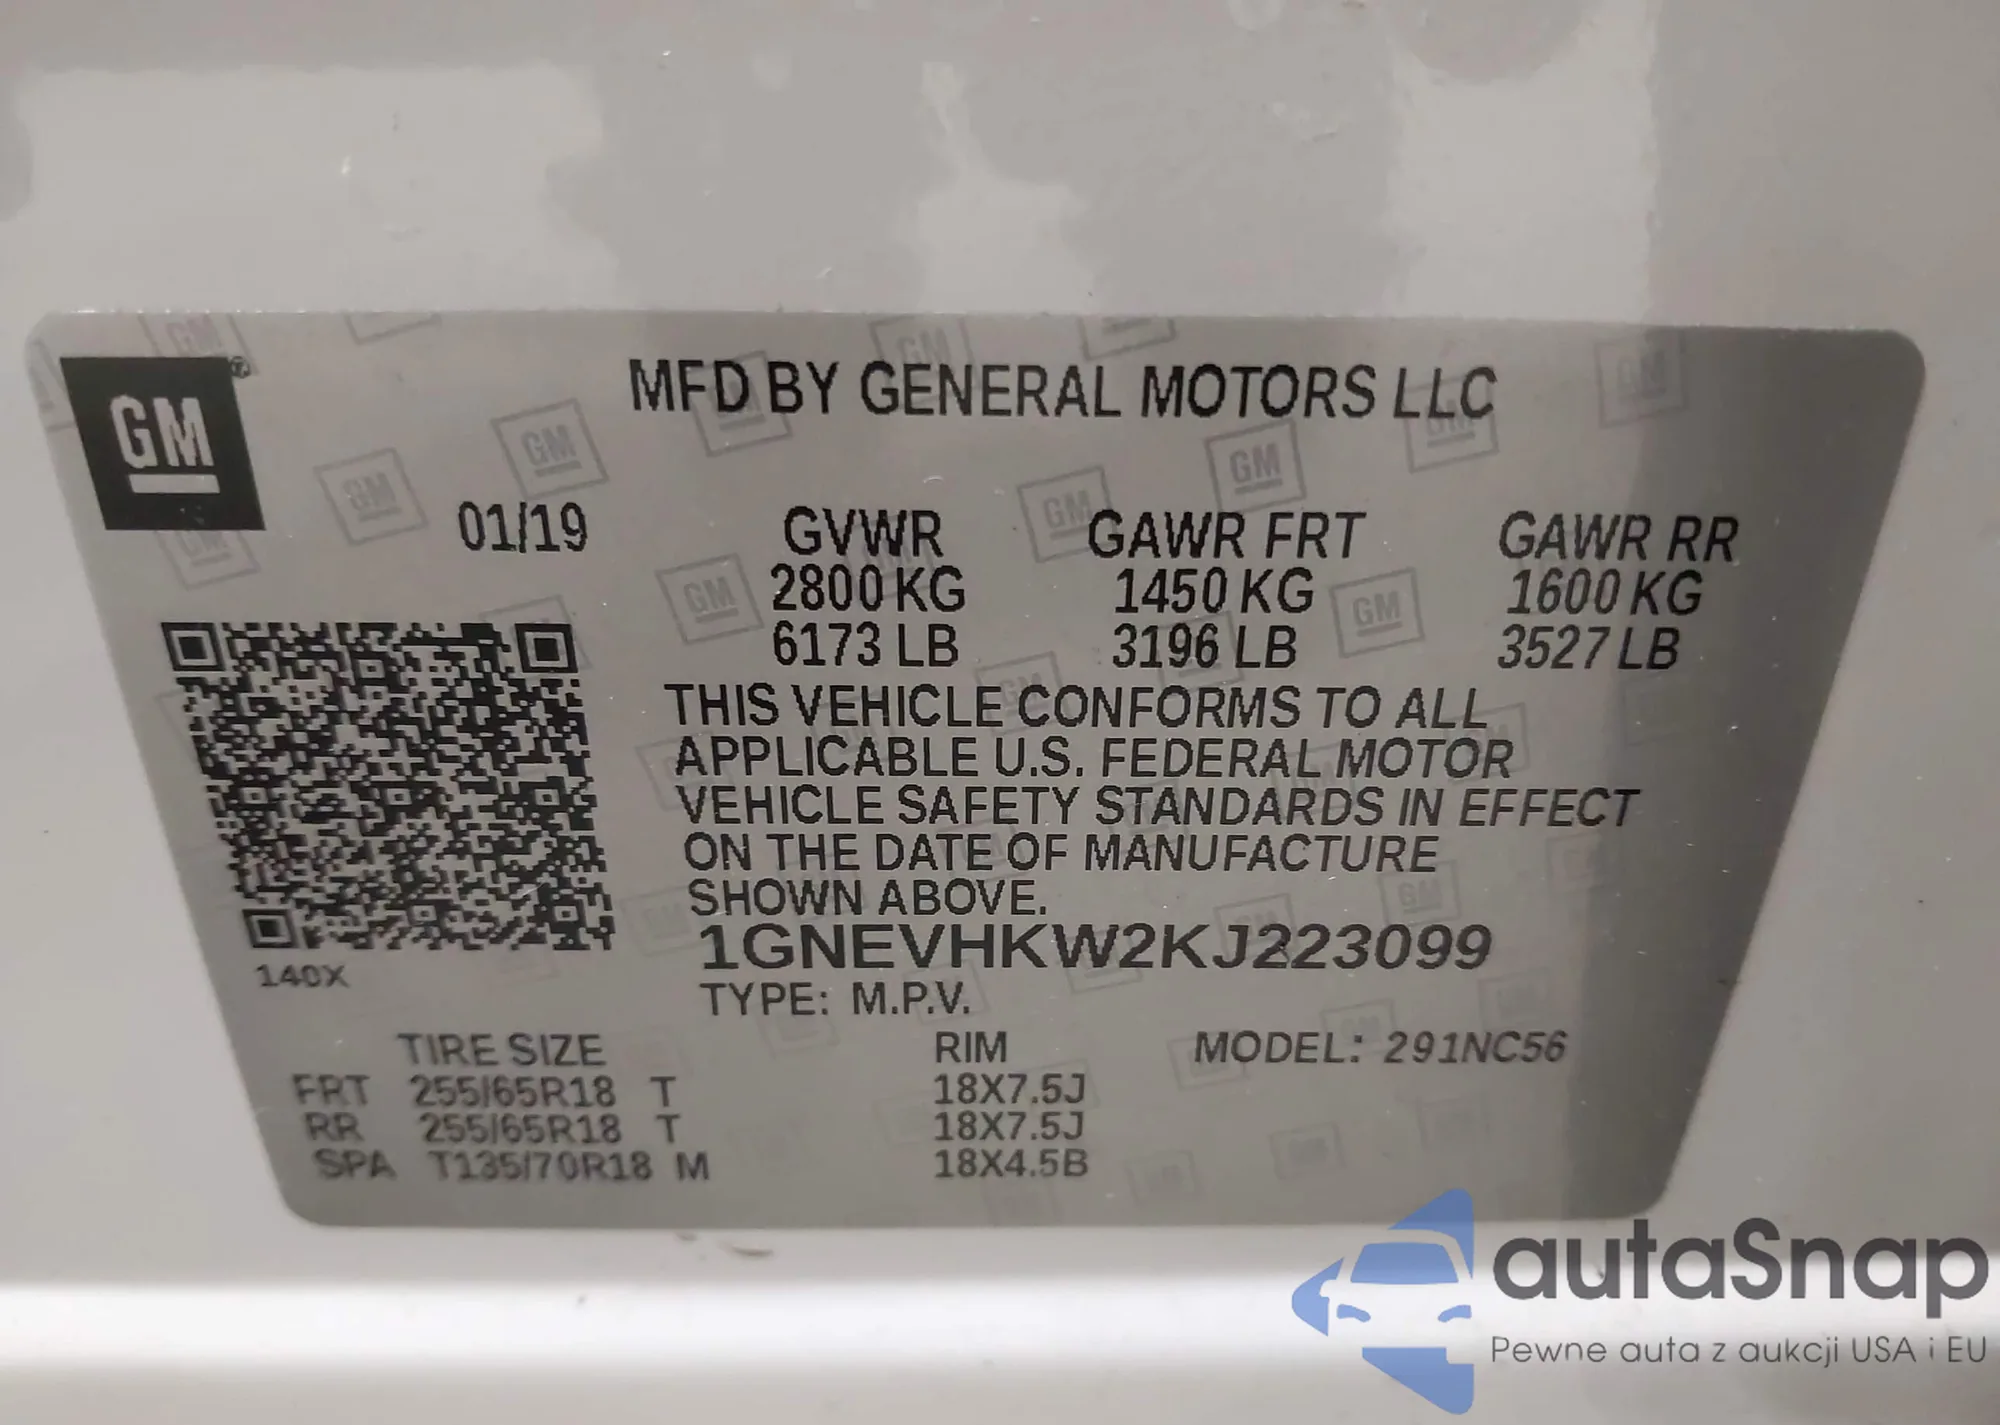 GM
MFD BY GENERAL MOTORS LLC
01/19 GVWR GAWR FRT GAWR RR
2800 KG 1450 KG 1600 KG
6173 LB 3196 LB 3527 LB
THIS VEHICLE CONFORMS TO ALL
APPLICABLE U.S. FEDERAL MOTOR
VEHICLE SAFETY STANDARDS IN EFFECT
ON THE DATE OF MANUFACTURE
SHOWN ABOVE.
1GNEVHKW2KJ223099
140X
TYPE: M.P.V.
TIRE SIZE RIM MODEL: 291NC56
FRT 255/65R18 T 18X7.5J
RR 255/65R18 T 18X7.5J
SPA T135/70R18 M 18X4.5B
autaSnap
Pewne auta z aukcji USA i EU